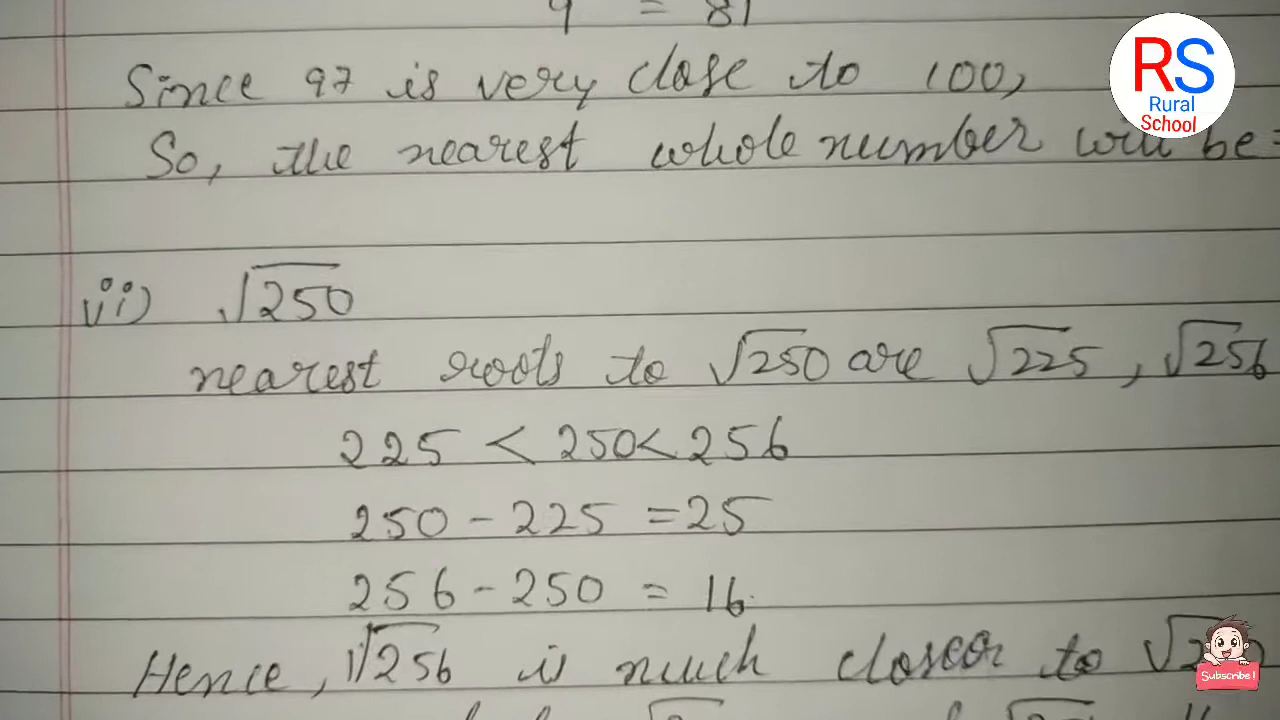 9 = 81
Since 97 is very close to 100,
So, the nearest whole number will be =
RS
Rural
School
vii) √250
nearest roots to √250 are √225, √256
225 < 250 < 256
250 - 225 = 25
256 - 250 = 16
Hence, √256 is much closer to
Subscribe!